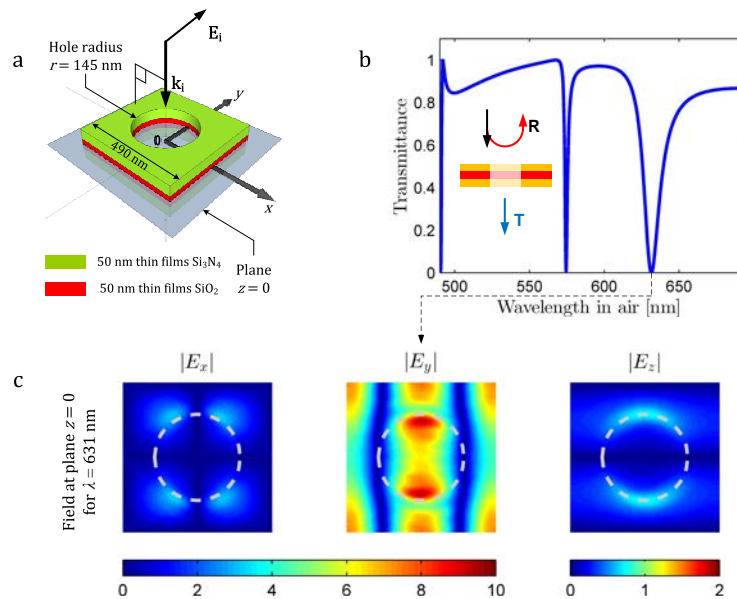 a
Hole radius
r = 145 nm
E_i
k_i
y
0
490 nm
x
50 nm thin films Si₃N₄
50 nm thin films SiO₂
Plane
z = 0
b
Transmittance
1
0.8
0.6
0.4
0.2
0
500
550
600
650
Wavelength in air [nm]
R
T
c
|E_x|
|E_y|
|E_z|
Field at plane z = 0
for λ = 631 nm
0
2
4
6
8
10
0
1
2